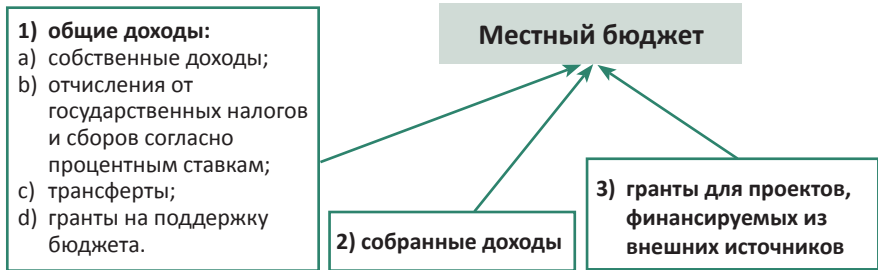 1) общие доходы:
a) собственные доходы;
b) отчисления от
государственных налогов
и сборов согласно
процентным ставкам;
c) трансферты;
d) гранты на поддержку
бюджета.
Местный бюджет
2) собранные доходы
3) гранты для проектов,
финансируемых из
внешних источников